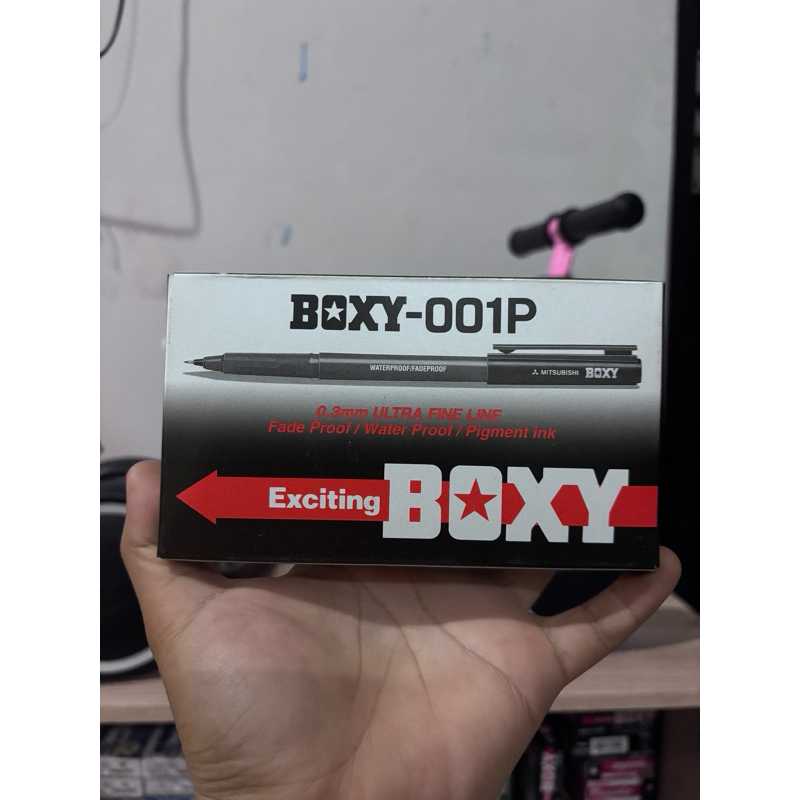 BOXY-001P
WATERPROOF/FADEPROOF
MITSUBISHI BOXY
0.3mm ULTRA FINE LINE
Fade Proof / Water Proof / Pigment ink
Exciting BOXY